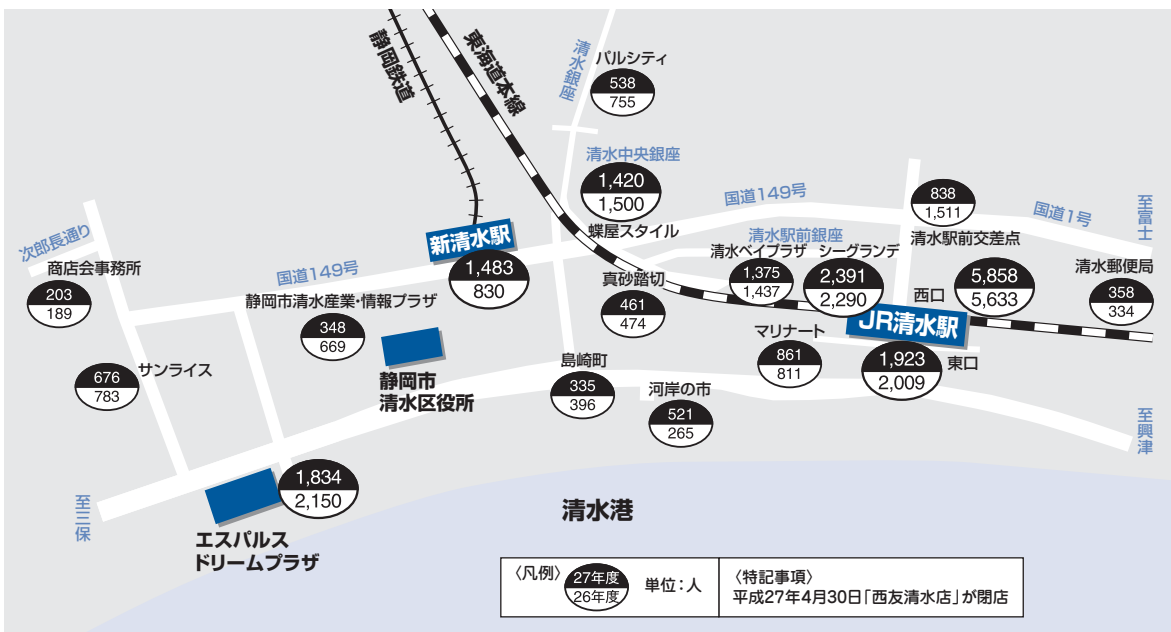 静岡鉄道
東海道本線
清水銀座
パルシティ
538
755
清水中央銀座
1,420
1,500
蝶屋スタイル
国道149号
838
1,511
清水駅前交差点
国道1号
至富士
次郎長通り
商店会事務所
203
189
国道149号
新清水駅
1,483
830
清水駅前銀座
清水ベイプラザ
1,375
1,437
シーグランデ
2,391
2,290
西口
5,858
5,633
清水郵便局
358
334
静岡市清水産業・情報プラザ
348
669
真砂踏切
461
474
JR清水駅
マリナート
861
811
1,923
2,009
東口
サンライス
676
783
静岡市
清水区役所
島崎町
335
396
河岸の市
521
265
至興津
1,834
2,150
至三保
エスパルス
ドリームプラザ
清水港
〈凡例〉
27年度
26年度
単位：人
〈特記事項〉
平成27年4月30日「西友清水店」が閉店